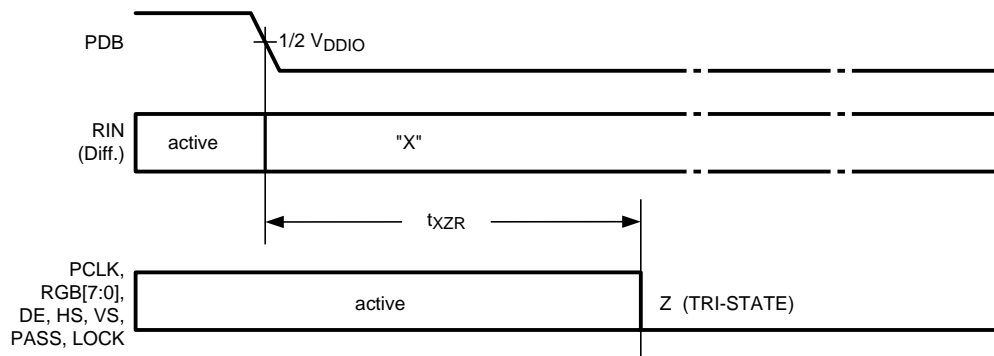 PDB
1/2 VDDIO
RIN
(Diff.)
active
"X"
tXZR
PCLK,
RGB[7:0],
DE, HS, VS,
PASS, LOCK
active
Z (TRI-STATE)